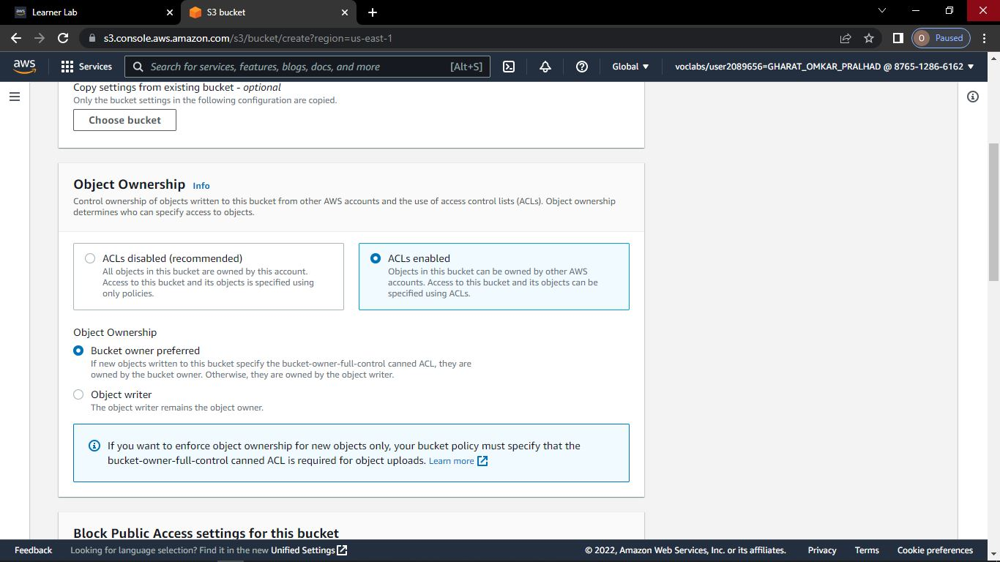 aws Learner Lab
S3 bucket
s3.console.aws.amazon.com/s3/bucket/create?region=us-east-1
O Paused
aws
Services
Search for services, features, blogs, docs, and more [Alt+S]
Global
voclabs/user2089656=GHARAT_OMKAR_PRALHAD @ 8765-1286-6162
Copy settings from existing bucket - optional
Only the bucket settings in the following configuration are copied.
Choose bucket
Object Ownership Info
Control ownership of objects written to this bucket from other AWS accounts and the use of access control lists (ACLs). Object ownership
determines who can specify access to objects.
ACLs disabled (recommended)
All objects in this bucket are owned by this account.
Access to this bucket and its objects is specified using
only policies.
ACLs enabled
Objects in this bucket can be owned by other AWS
accounts. Access to this bucket and its objects can be
specified using ACLs.
Object Ownership
Bucket owner preferred
If new objects written to this bucket specify the bucket-owner-full-control canned ACL, they are
owned by the bucket owner. Otherwise, they are owned by the object writer.
Object writer
The object writer remains the object owner.
If you want to enforce object ownership for new objects only, your bucket policy must specify that the
bucket-owner-full-control canned ACL is required for object uploads. Learn more
Block Public Access settings for this bucket
Feedback
Looking for language selection? Find it in the new Unified Settings
© 2022, Amazon Web Services, Inc. or its affiliates.
Privacy
Terms
Cookie preferences